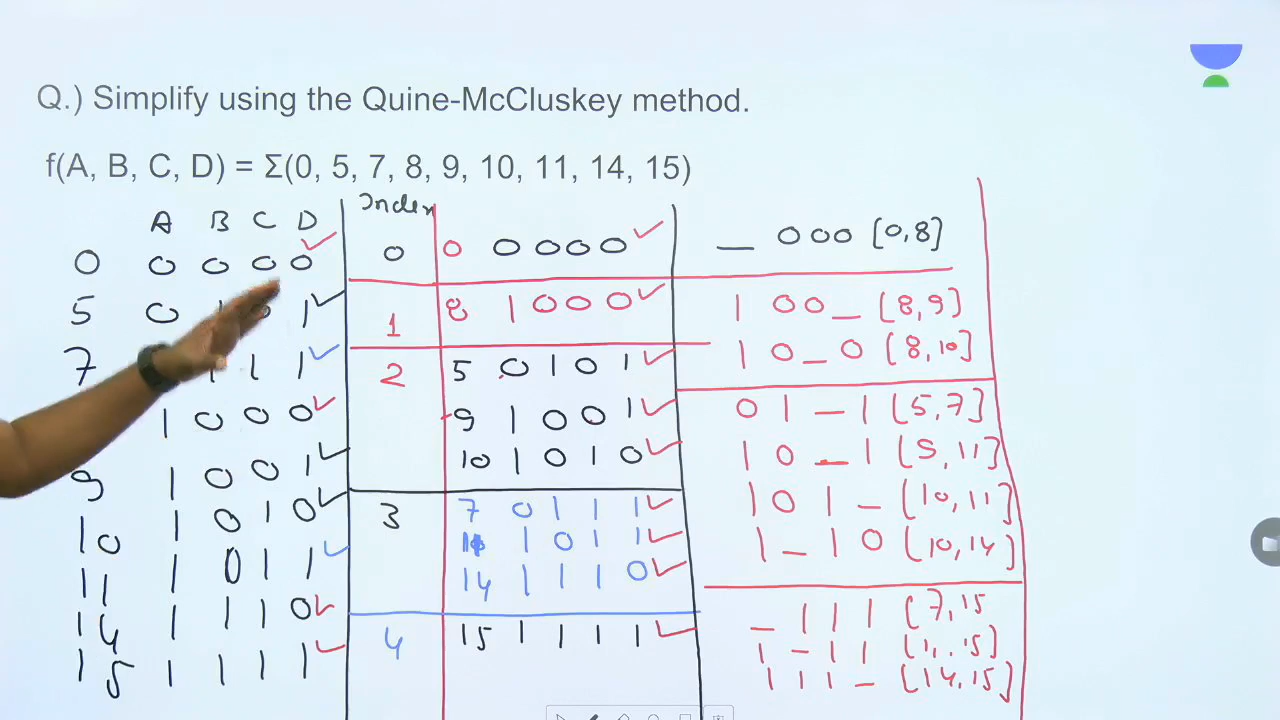 Q.) Simplify using the Quine-McCluskey method.
f(A, B, C, D) = Σ(0, 5, 7, 8, 9, 10, 11, 14, 15)
A B C D
0 0 0 0 0
5 0 1 0 1
7 1 1 1
1 0 0 0
9 1 0 0 1
10 1 0 1 0
11 1 0 1 1
14 1 1 1 0
15 1 1 1 1
Index
0 0 0 0 0 0
1 8 1 0 0 0
2 5 0 1 0 1
9 1 0 0 1
10 1 0 1 0
3 7 0 1 1 1
11 1 0 1 1
14 1 1 1 0
4 15 1 1 1 1
_ 0 0 0 [0,8]
1 0 0 _ [8,9]
1 0 _ 0 [8,10]
0 1 _ 1 [5,7]
1 0 _ 1 [9,11]
1 0 1 _ [10,11]
1 _ 1 0 [10,14]
_ 1 1 1 [7,15
1 _ 1 1 [1,.15]
1 1 1 _ [14,15]